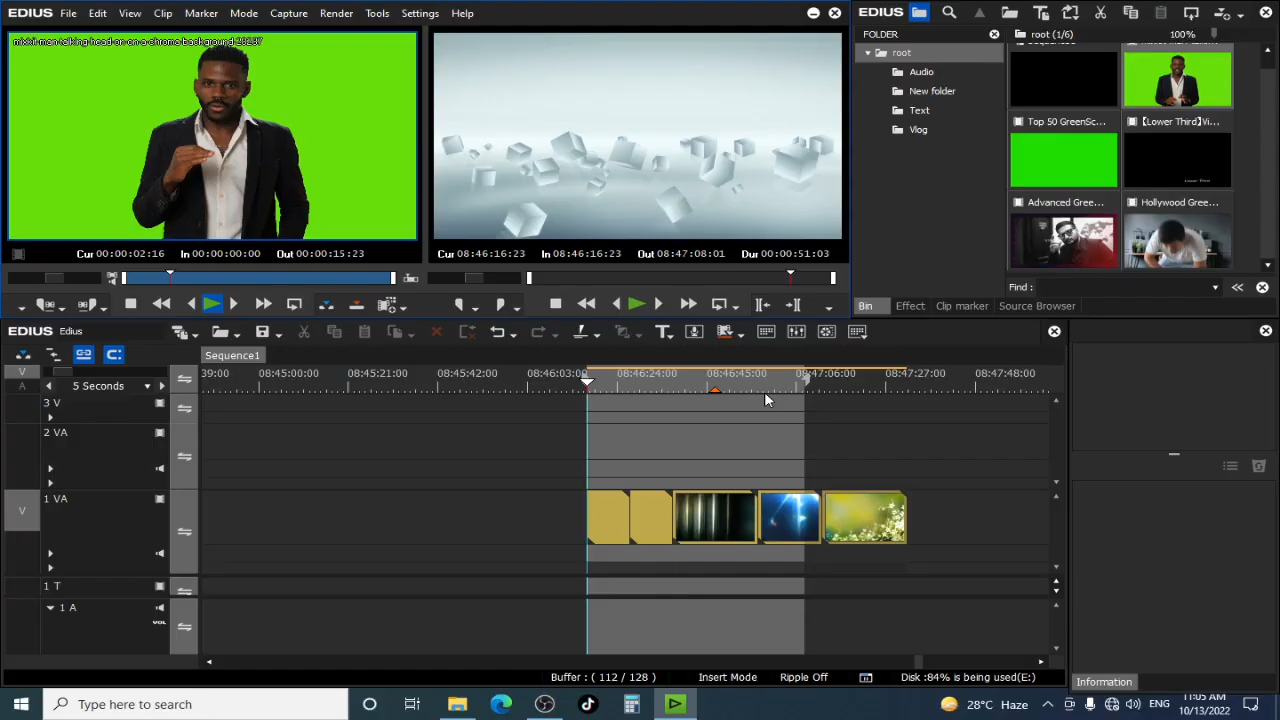 EDIUS File Edit View Clip Marker Mode Capture Render Tools Settings Help
EDIUS
FOLDER
root (1/6)
100%
root
Audio
New folder
Text
Vlog
Top 50 GreenSc...
【Lower Third】Vi...
Advanced Gree...
Hollywood Gree...
Cur 00:00:02:16 In 00:00:00:00 Out 00:00:15:23
Cur 08:46:16:23 In 08:46:16:23 Out 08:47:08:01 Dur 00:00:51:03
Find :
Bin Effect Clip marker Source Browser
EDIUS Edius
Sequence1
V
A
5 Seconds
39:00 08:45:00:00 08:45:21:00 08:45:42:00 08:46:03:00 08:46:24:00 08:46:45:00 08:47:06:00 08:47:27:00 08:47:48:00
3 V
2 VA
V
1 VA
1 T
1 A
VOL
Buffer : ( 112 / 128 ) Insert Mode Ripple Off Disk :84% is being used(E:)
Information
Type here to search
28°C Haze
ENG
11:05 AM
10/13/2022